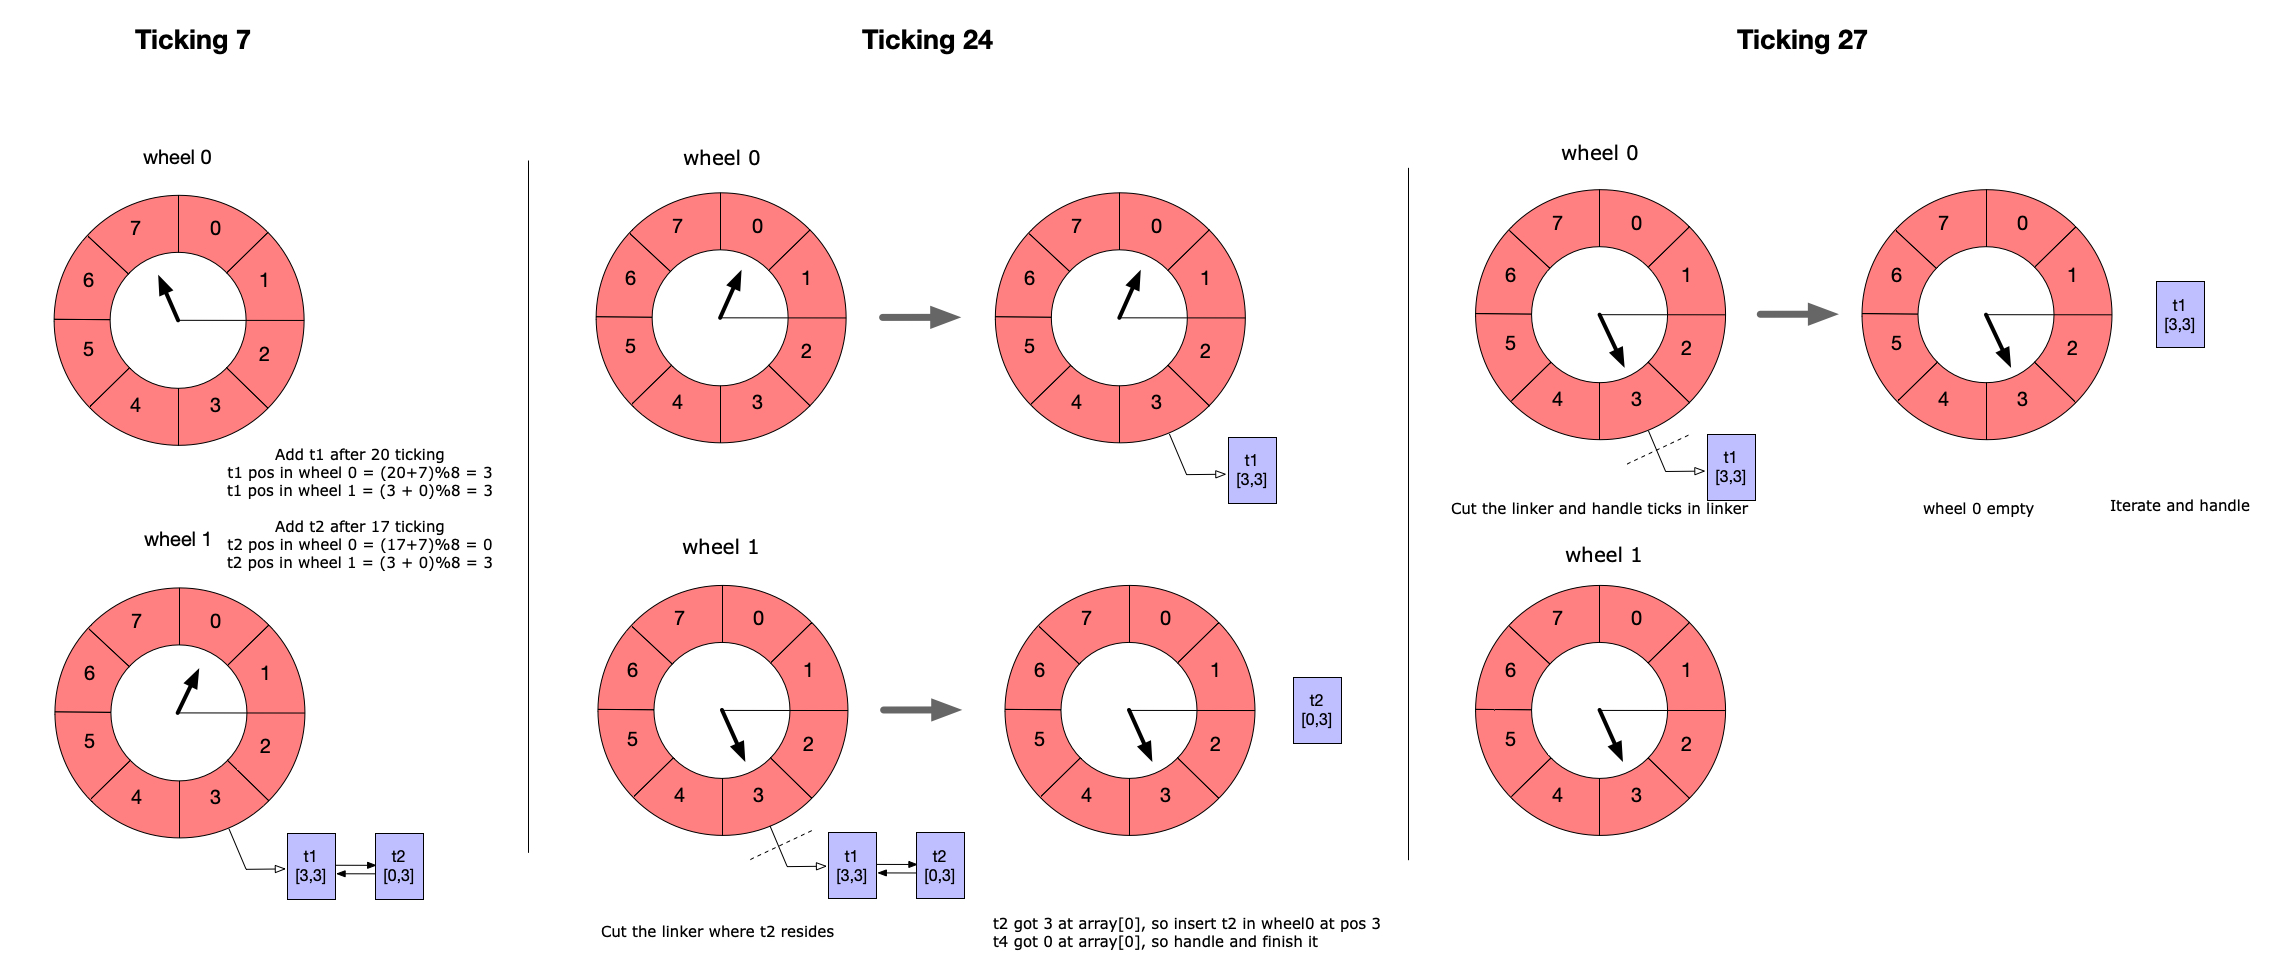 Ticking 7
wheel 0
7
0
6
1
5
2
4
3
Add t1 after 20 ticking
t1 pos in wheel 0 = (20+7)%8 = 3
t1 pos in wheel 1 = (3 + 0)%8 = 3
Add t2 after 17 ticking
t2 pos in wheel 0 = (17+7)%8 = 0
t2 pos in wheel 1 = (3 + 0)%8 = 3
wheel 1
7
0
6
1
5
2
4
3
t1
[3,3]
t2
[0,3]
Ticking 24
wheel 0
7
0
6
1
5
2
4
3
7
0
6
1
5
2
4
3
t1
[3,3]
wheel 1
7
0
6
1
5
2
4
3
t1
[3,3]
t2
[0,3]
Cut the linker where t2 resides
7
0
6
1
5
2
4
3
t2
[0,3]
t2 got 3 at array[0], so insert t2 in wheel0 at pos 3
t4 got 0 at array[0], so handle and finish it
Ticking 27
wheel 0
7
0
6
1
5
2
4
3
t1
[3,3]
Cut the linker and handle ticks in linker
7
0
6
1
5
2
4
3
wheel 0 empty
t1
[3,3]
Iterate and handle
wheel 1
7
0
6
1
5
2
4
3